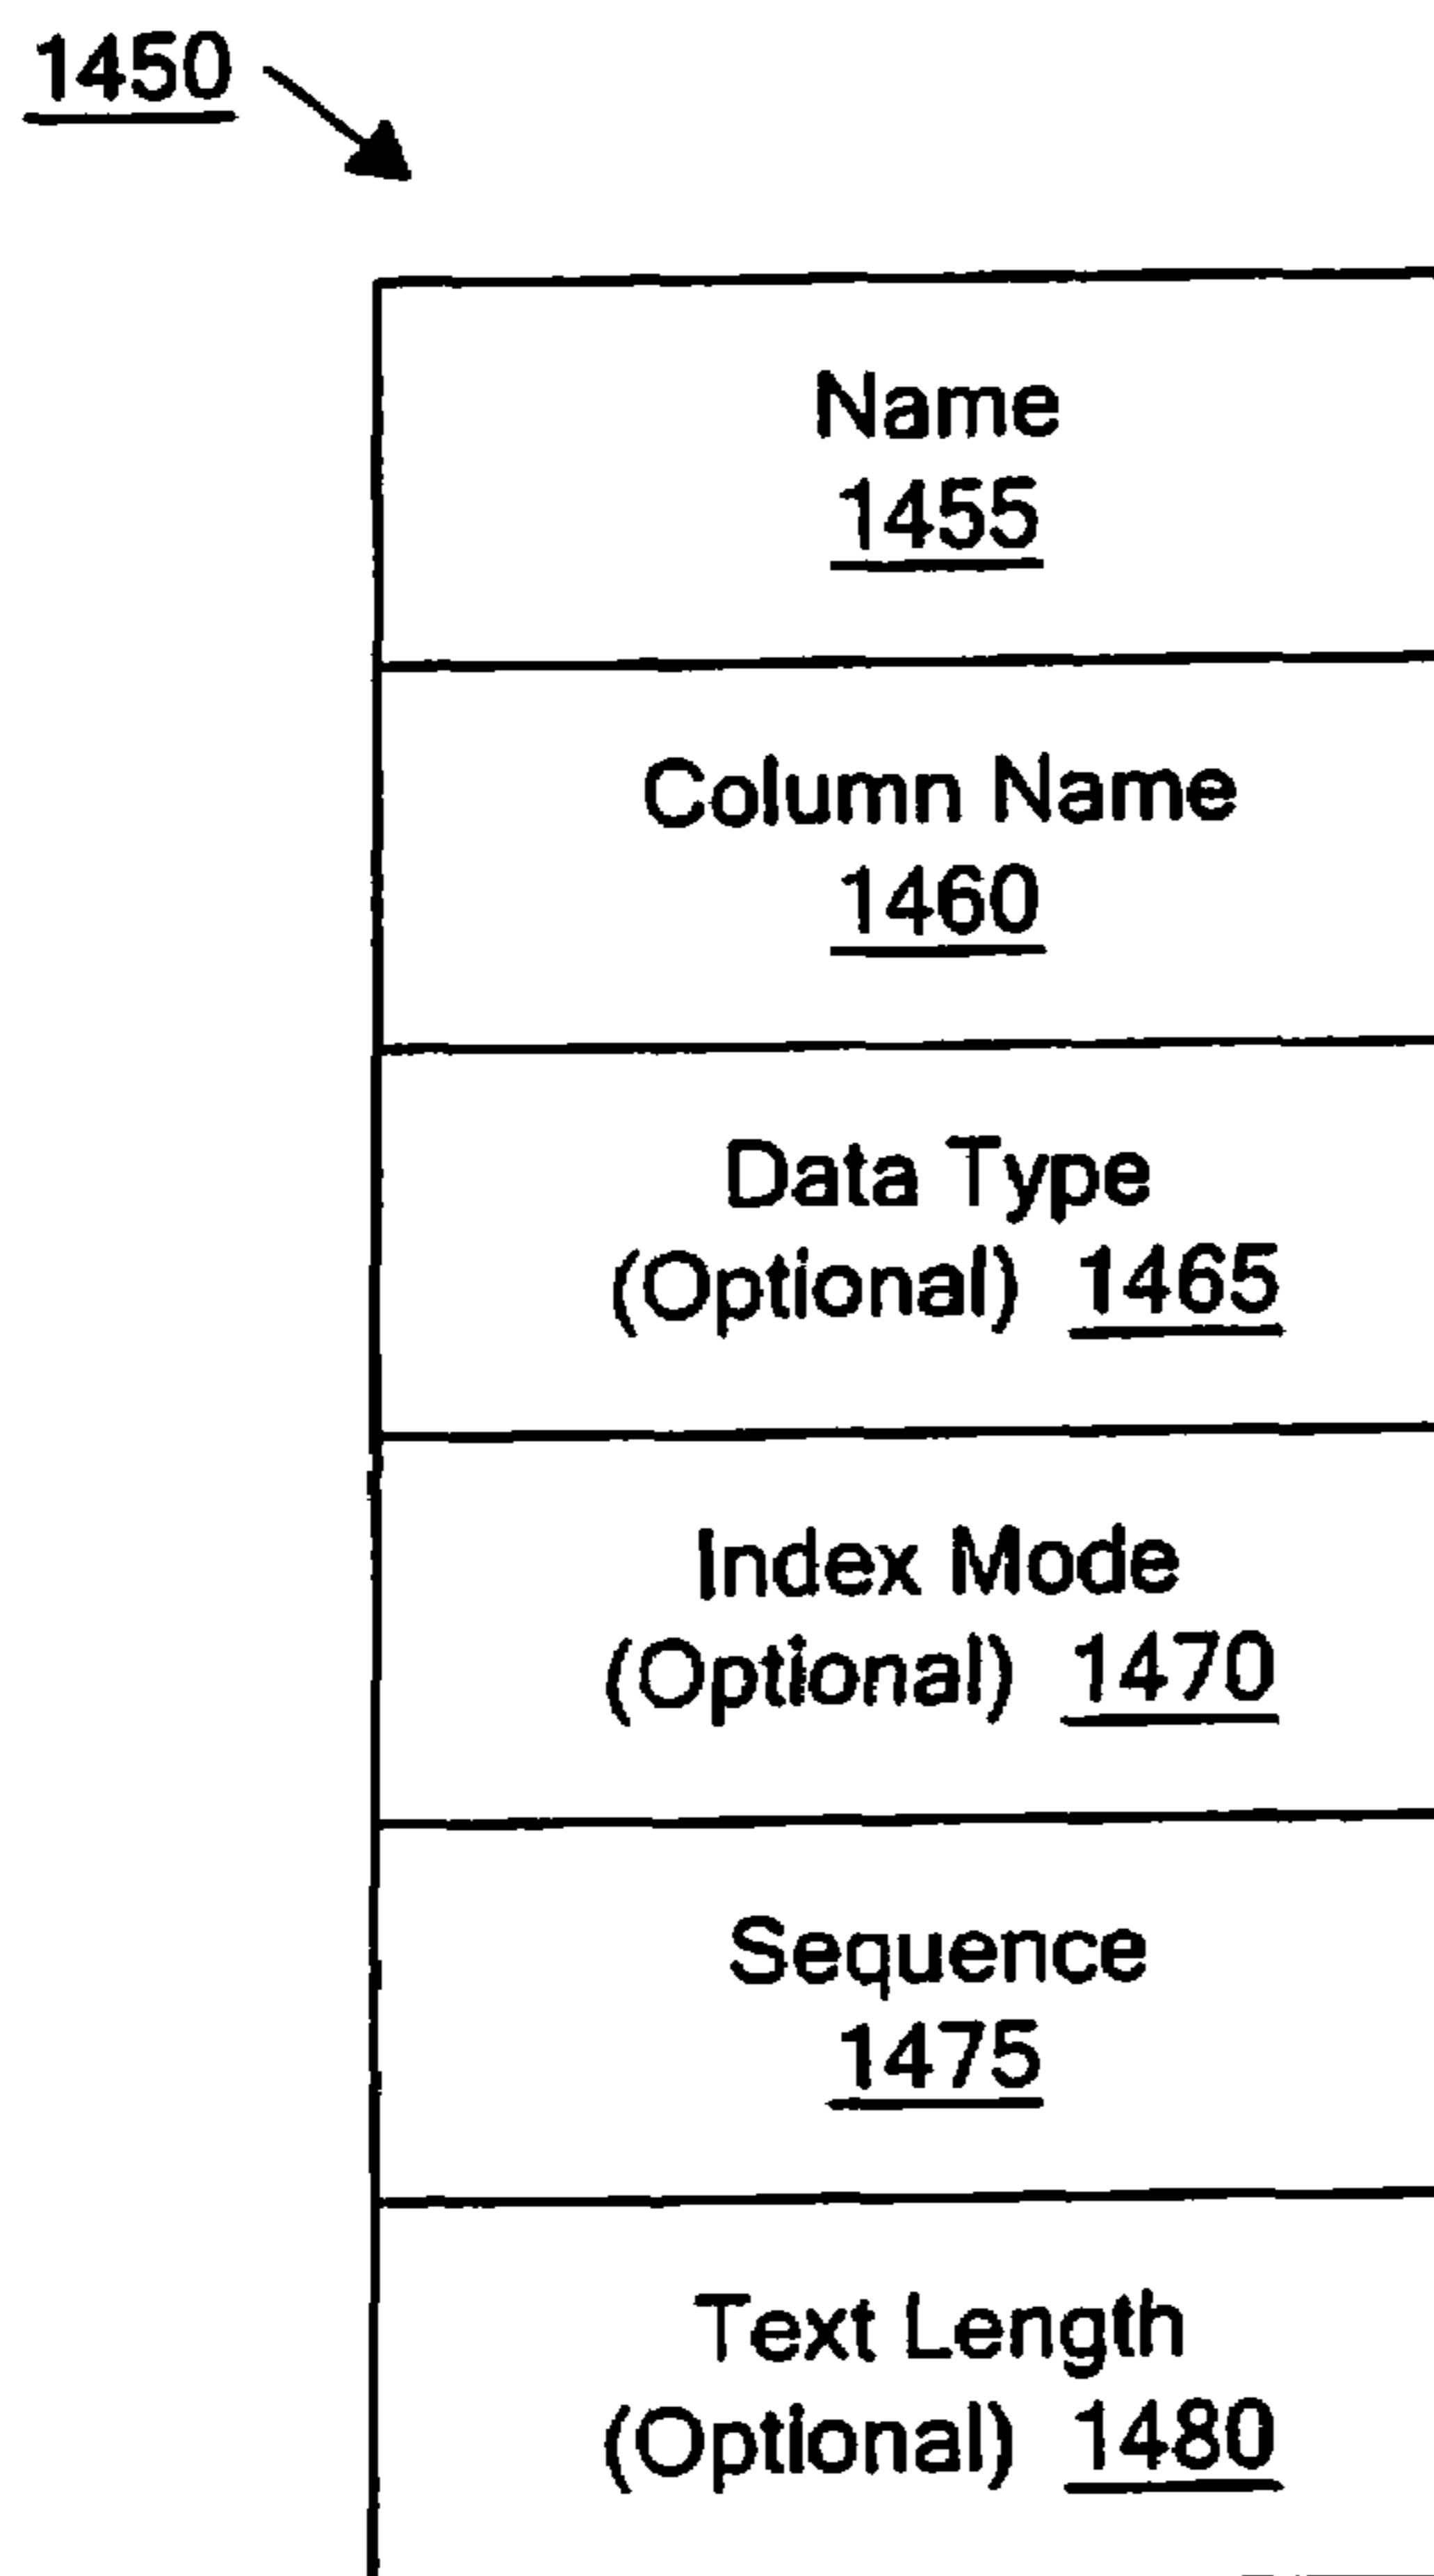 1450
Name
1455
Column Name
1460
Data Type
(Optional) 1465
Index Mode
(Optional) 1470
Sequence
1475
Text Length
(Optional) 1480